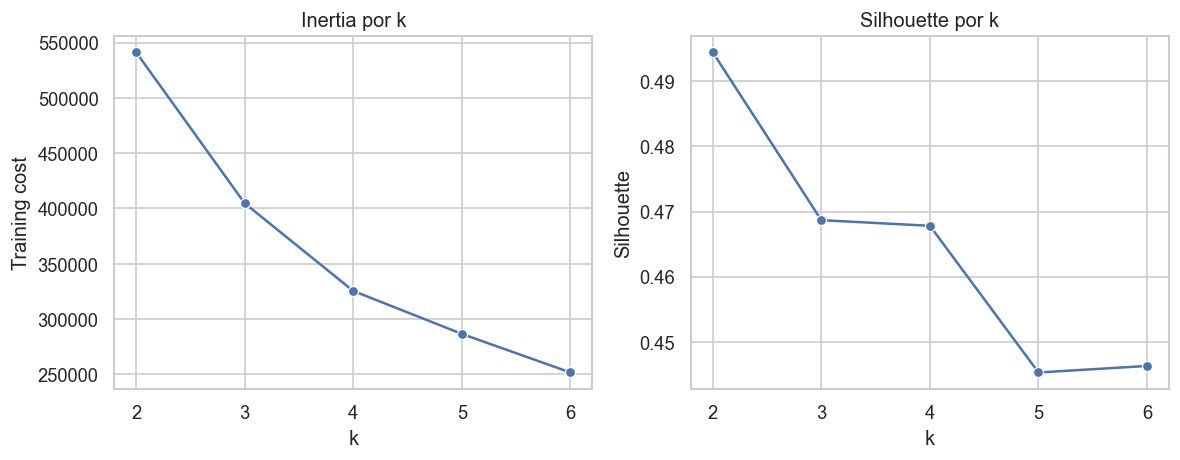 Inertia por k
550000
500000
450000
400000
350000
300000
250000
Training cost
2 3 4 5 6
k
Silhouette por k
0.49
0.48
0.47
0.46
0.45
Silhouette
2 3 4 5 6
k